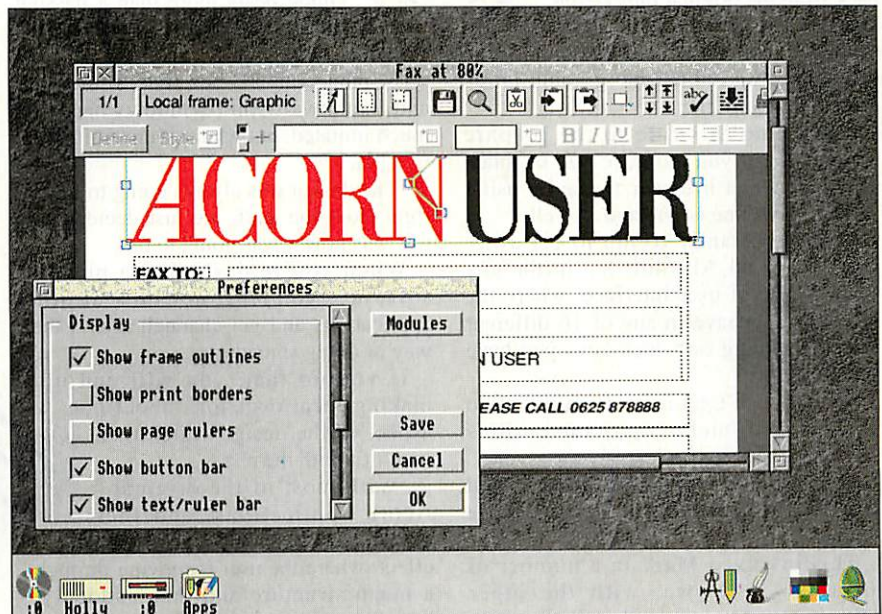 Fax at 80%
1/1 Local frame: Graphic
abc
Define Style B I U
ACORN USER
FAX TO:
Preferences
Display
Modules
Show frame outlines
Show print borders
N USER
Show page rulers
EASE CALL 0625 878888
Save
Show button bar
Cancel
Show text/ruler bar
OK
:0 Holly :0 Apps